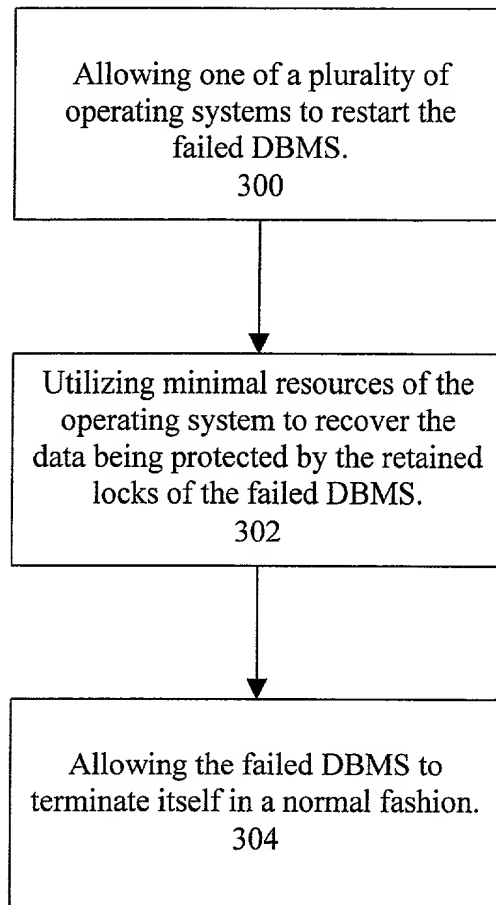 Allowing one of a plurality of
operating systems to restart the
failed DBMS.
300
Utilizing minimal resources of the
operating system to recover the
data being protected by the retained
locks of the failed DBMS.
302
Allowing the failed DBMS to
terminate itself in a normal fashion.
304